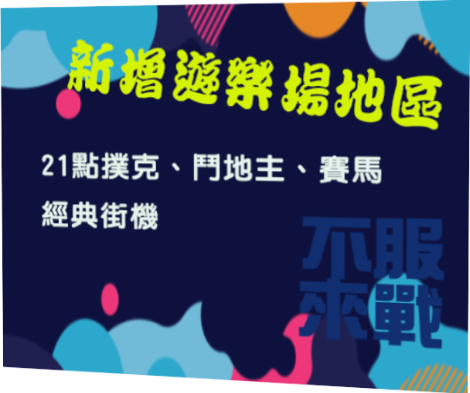 新增遊樂場地區
21點撲克、鬥地主、賽馬
經典街機
不服
來戰